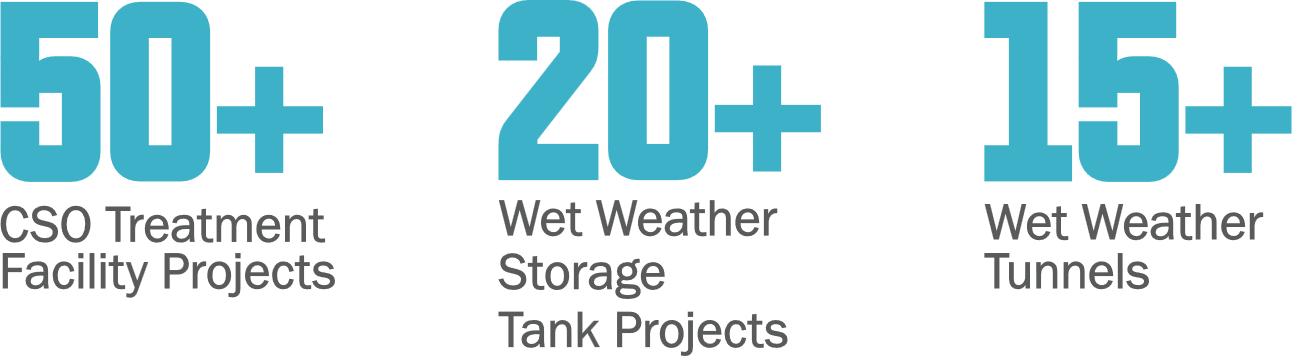 50+
CSO Treatment
Facility Projects
20+
Wet Weather
Storage
Tank Projects
15+
Wet Weather
Tunnels